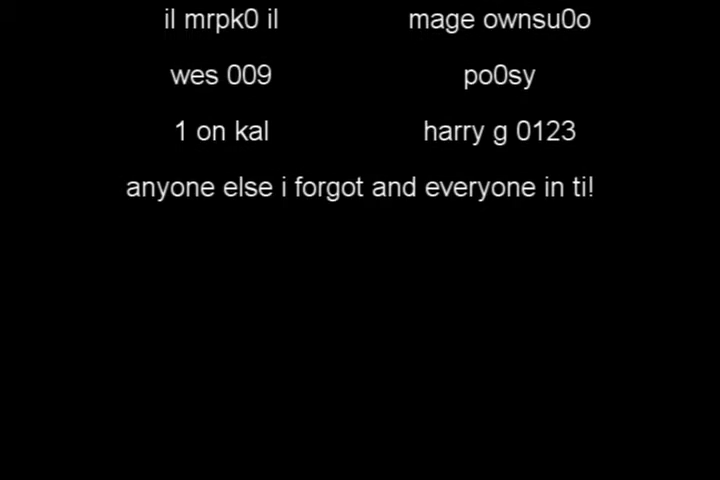 il mrpk0 il mage ownsu0o
wes 009 po0sy
1 on kal harry g 0123
anyone else i forgot and everyone in ti!